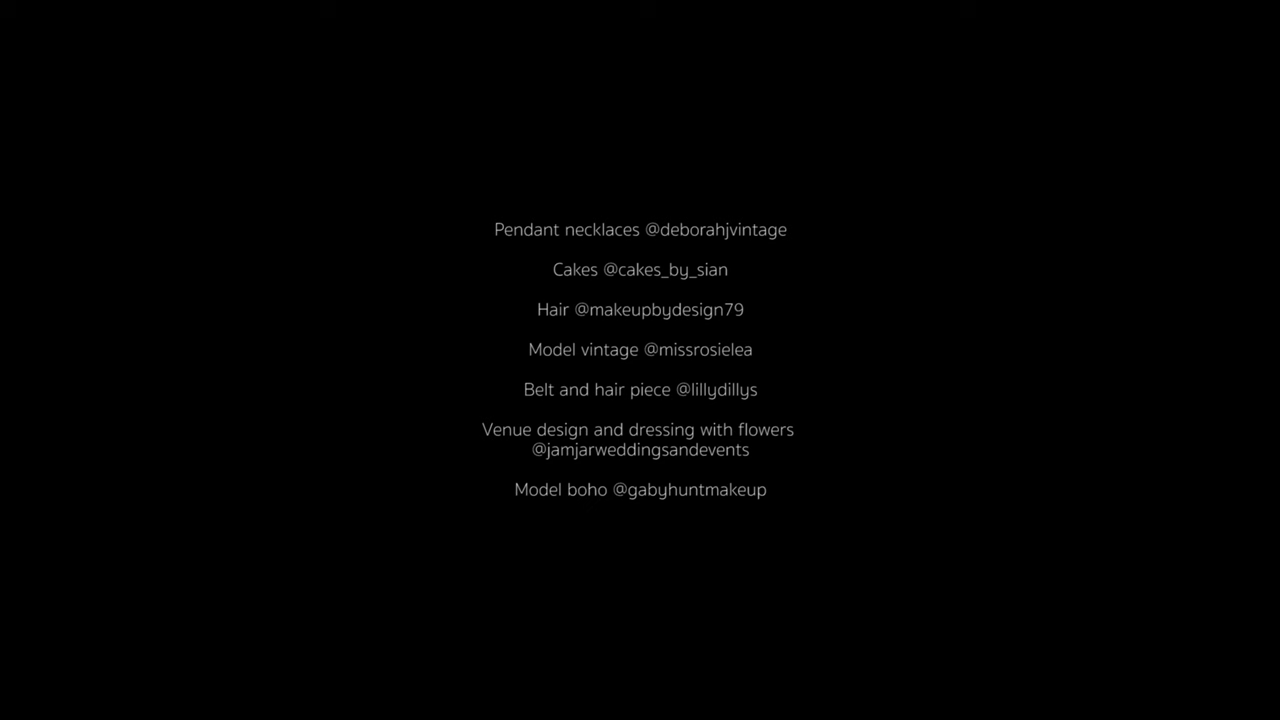 Pendant necklaces @deborahjvintage
Cakes @cakes_by_sian
Hair @makeupbydesign79
Model vintage @missrosielea
Belt and hair piece @lillydillys
Venue design and dressing with flowers
@jamjarweddingsandevents
Model boho @gabyhuntmakeup